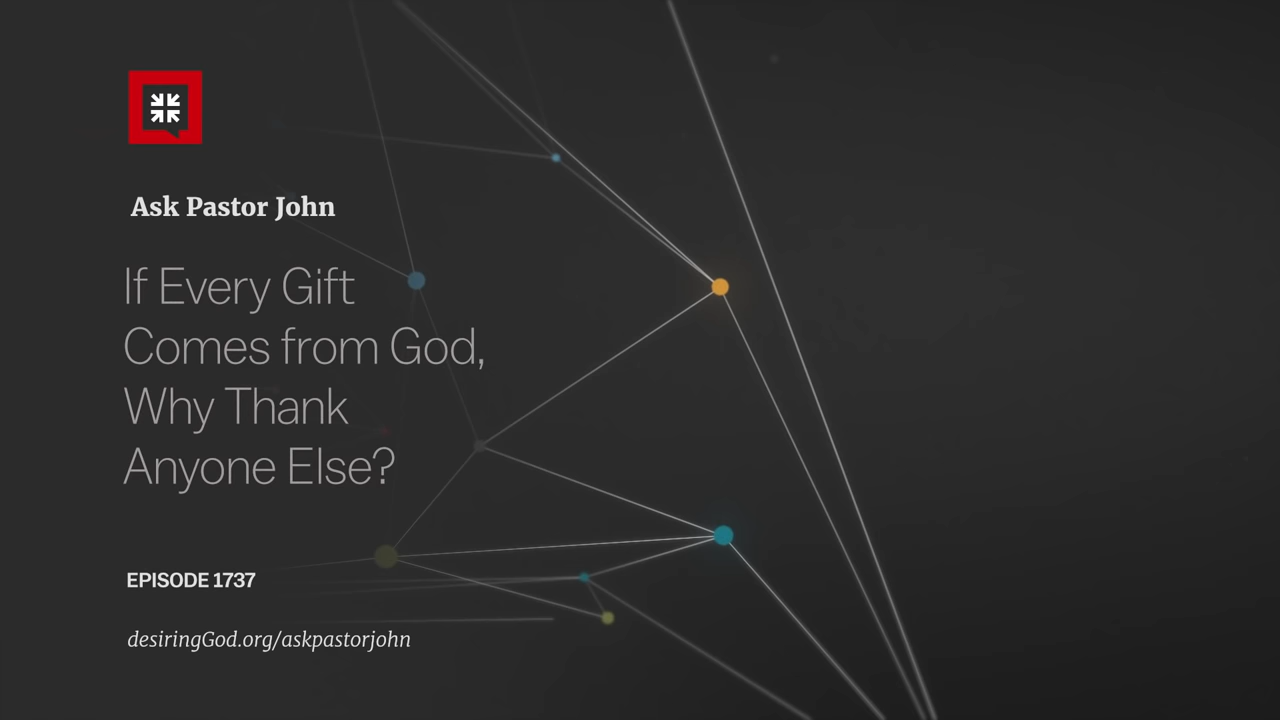 Ask Pastor John
If Every Gift
Comes from God,
Why Thank
Anyone Else?
EPISODE 1737
desiringGod.org/askpastorjohn